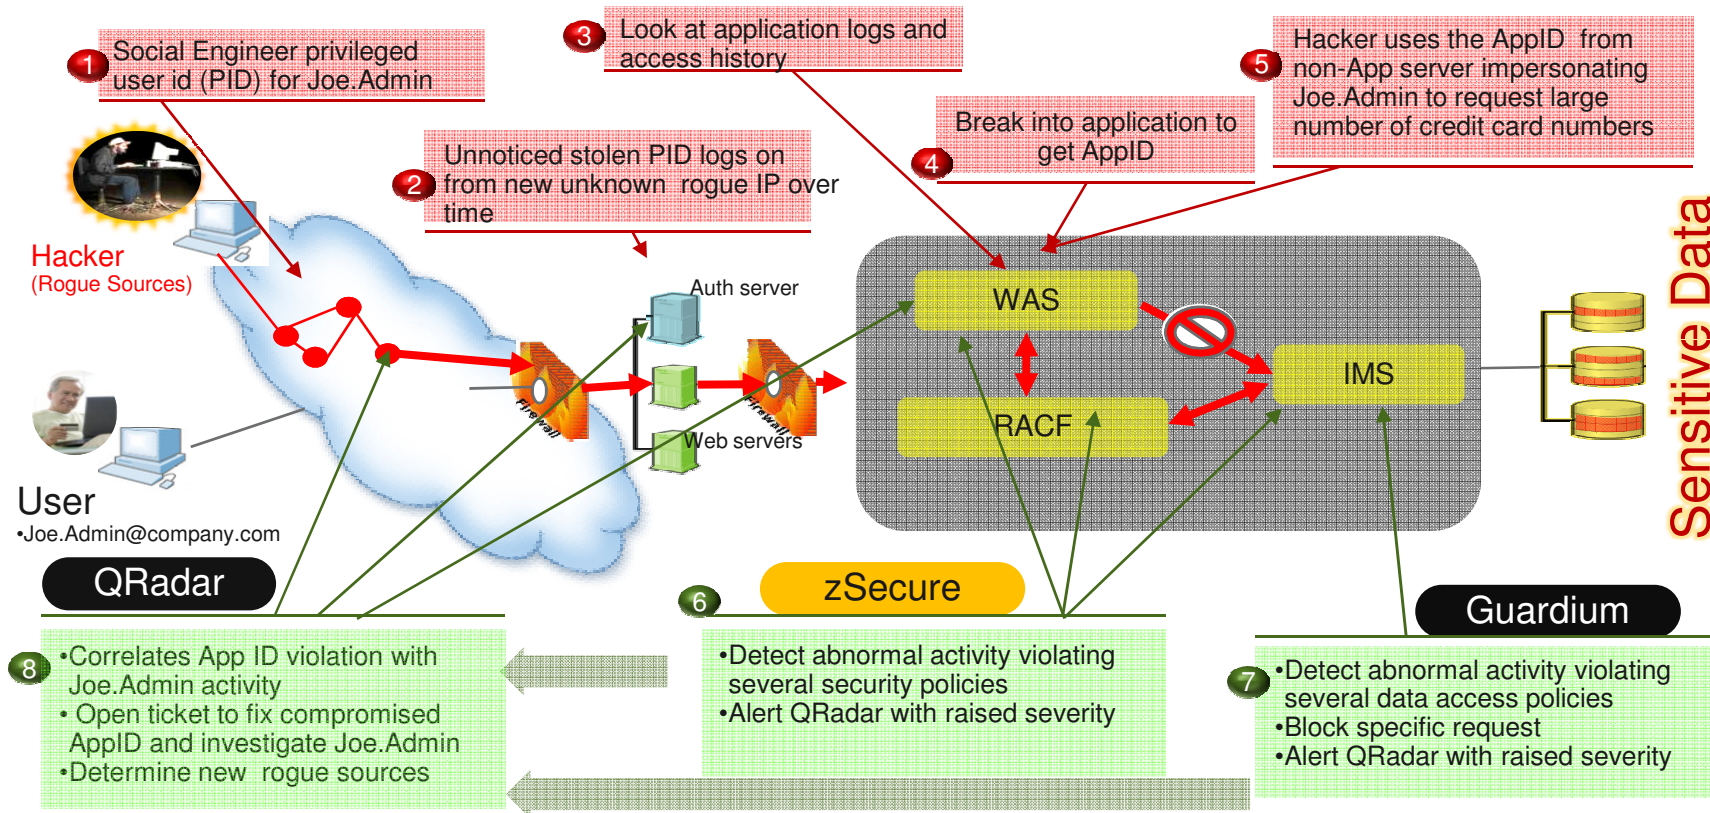 1
Social Engineer privileged
user id (PID) for Joe.Admin
3
Look at application logs and
access history
5
Hacker uses the AppID from
non-App server impersonating
Joe.Admin to request large
number of credit card numbers
4
Break into application to
get AppID
2
Unnoticed stolen PID logs on
from new unknown rogue IP over
time
Hacker
(Rogue Sources)
Auth server
WAS
IMS
RACF
Firewall
Firewall
Web servers
Sensitive Data
User
•Joe.Admin@company.com
QRadar
zSecure
Guardium
6
8
•Correlates App ID violation with
Joe.Admin activity
• Open ticket to fix compromised
AppID and investigate Joe.Admin
•Determine new rogue sources
•Detect abnormal activity violating
several security policies
•Alert QRadar with raised severity
7
•Detect abnormal activity violating
several data access policies
•Block specific request
•Alert QRadar with raised severity